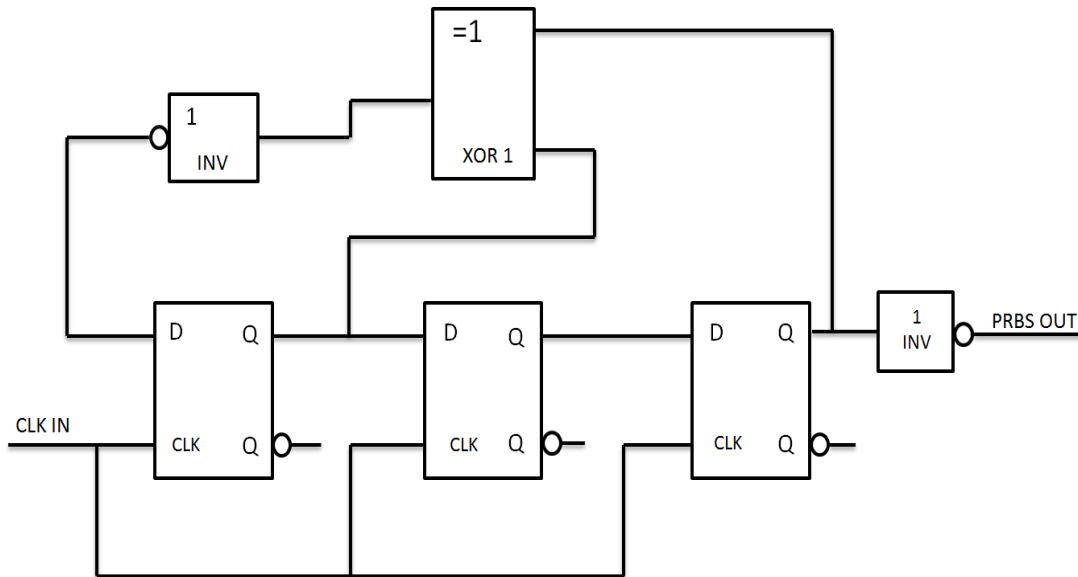 =1
XOR 1
1
INV
D Q
CLK Q
D Q
CLK Q
D Q
CLK Q
CLK IN
1
INV
PRBS OUT